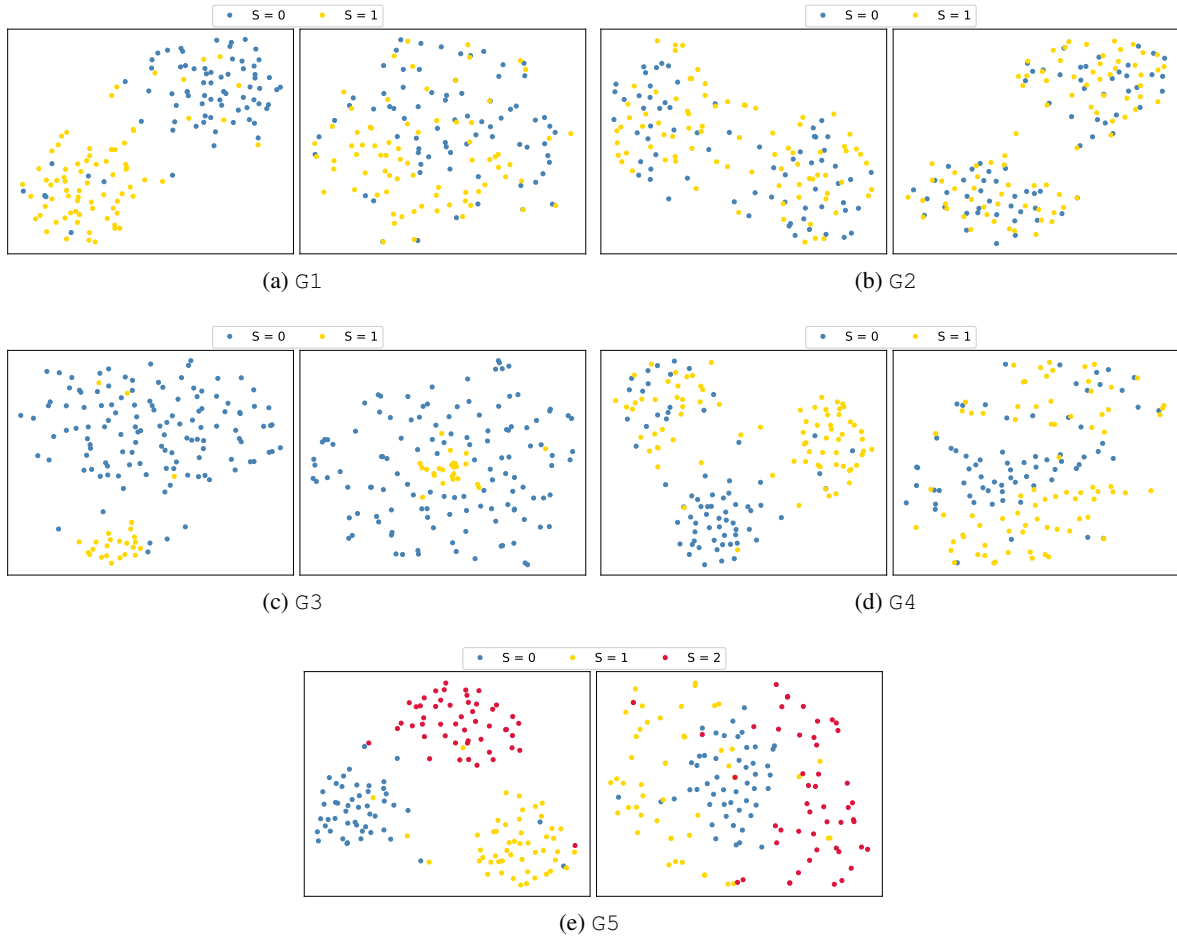 S = 0 S = 1
S = 0 S = 1
(a) G1
(b) G2
S = 0 S = 1
S = 0 S = 1
(c) G3
(d) G4
S = 0 S = 1 S = 2
(e) G5